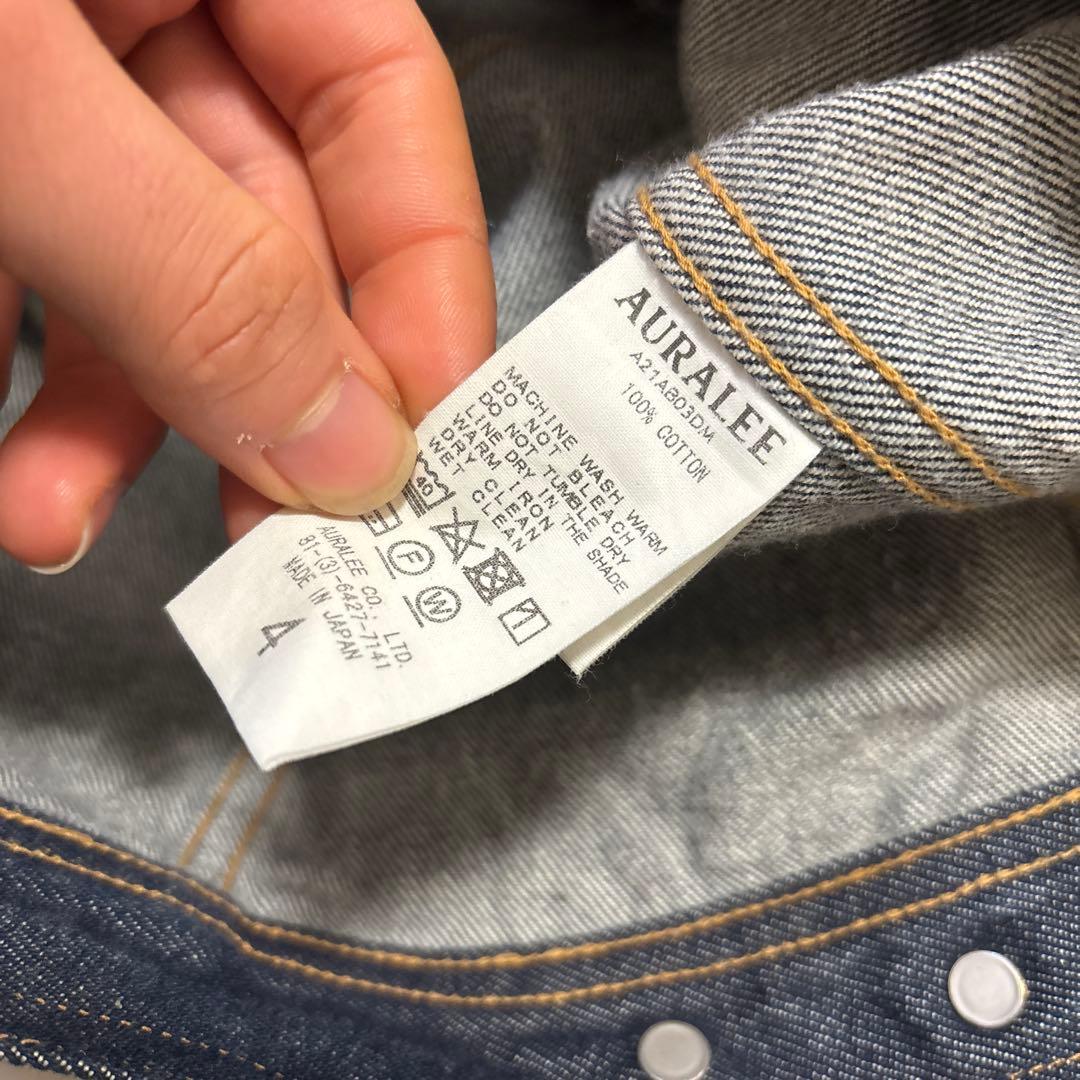 AURALEE
A21AB03DM
100% COTTON
MACHINE WASH WARM
DO NOT BLEACH
DO NOT TUMBLE DRY
LINE DRY IN THE SHADE
WARM IRON
DRY CLEAN
WET CLEAN
40
F
W
AURALEE CO., LTD.
81-(3)-6427-7141
MADE IN JAPAN
4